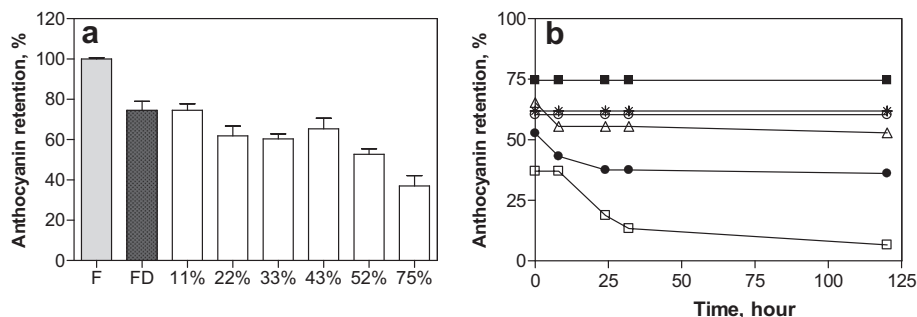 a
Anthocyanin retention, %
120
100
80
60
40
20
0
F FD 11% 22% 33% 43% 52% 75%
b
Anthocyanin retention, %
100
75
50
25
0
0 25 50 75 100 125
Time, hour